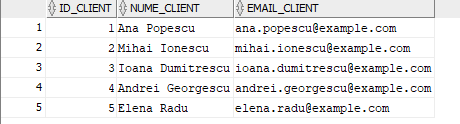 ID_CLIENT NUME_CLIENT EMAIL_CLIENT
1 1 Ana Popescu ana.popescu@example.com
2 2 Mihai Ionescu mihai.ionescu@example.com
3 3 Ioana Dumitrescu ioana.dumitrescu@example.com
4 4 Andrei Georgescu andrei.georgescu@example.com
5 5 Elena Radu elena.radu@example.com